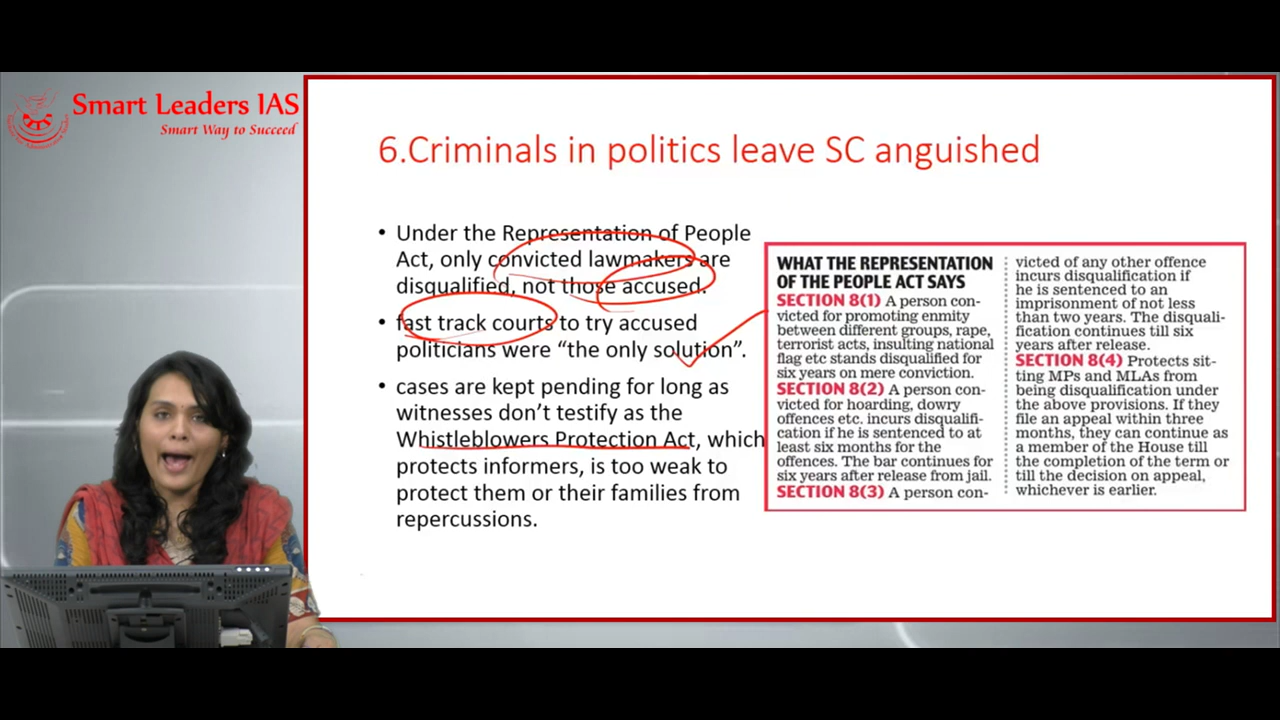 Smart Leaders IAS
Smart Way to Succeed
6.Criminals in politics leave SC anguished
• Under the Representation of People
Act, only convicted lawmakers are
disqualified, not those accused.
• fast track courts to try accused
politicians were “the only solution”.
• cases are kept pending for long as
witnesses don’t testify as the
Whistleblowers Protection Act, which
protects informers, is too weak to
protect them or their families from
repercussions.
WHAT THE REPRESENTATION
OF THE PEOPLE ACT SAYS
SECTION 8(1) A person con-
victed for promoting enmity
between different groups, rape,
terrorist acts, insulting national
flag etc stands disqualified for
six years on mere conviction.
SECTION 8(2) A person con-
victed for hoarding, dowry
offences etc. incurs disqualifi-
cation if he is sentenced to at
least six months for the
offences. The bar continues for
six years after release from jail.
SECTION 8(3) A person con-
victed of any other offence
incurs disqualification if
he is sentenced to an
imprisonment of not less
than two years. The disquali-
fication continues till six
years after release.
SECTION 8(4) Protects sit-
ting MPs and MLAs from
being disqualification under
the above provisions. If they
file an appeal within three
months, they can continue as
a member of the House till
the completion of the term or
till the decision on appeal,
whichever is earlier.